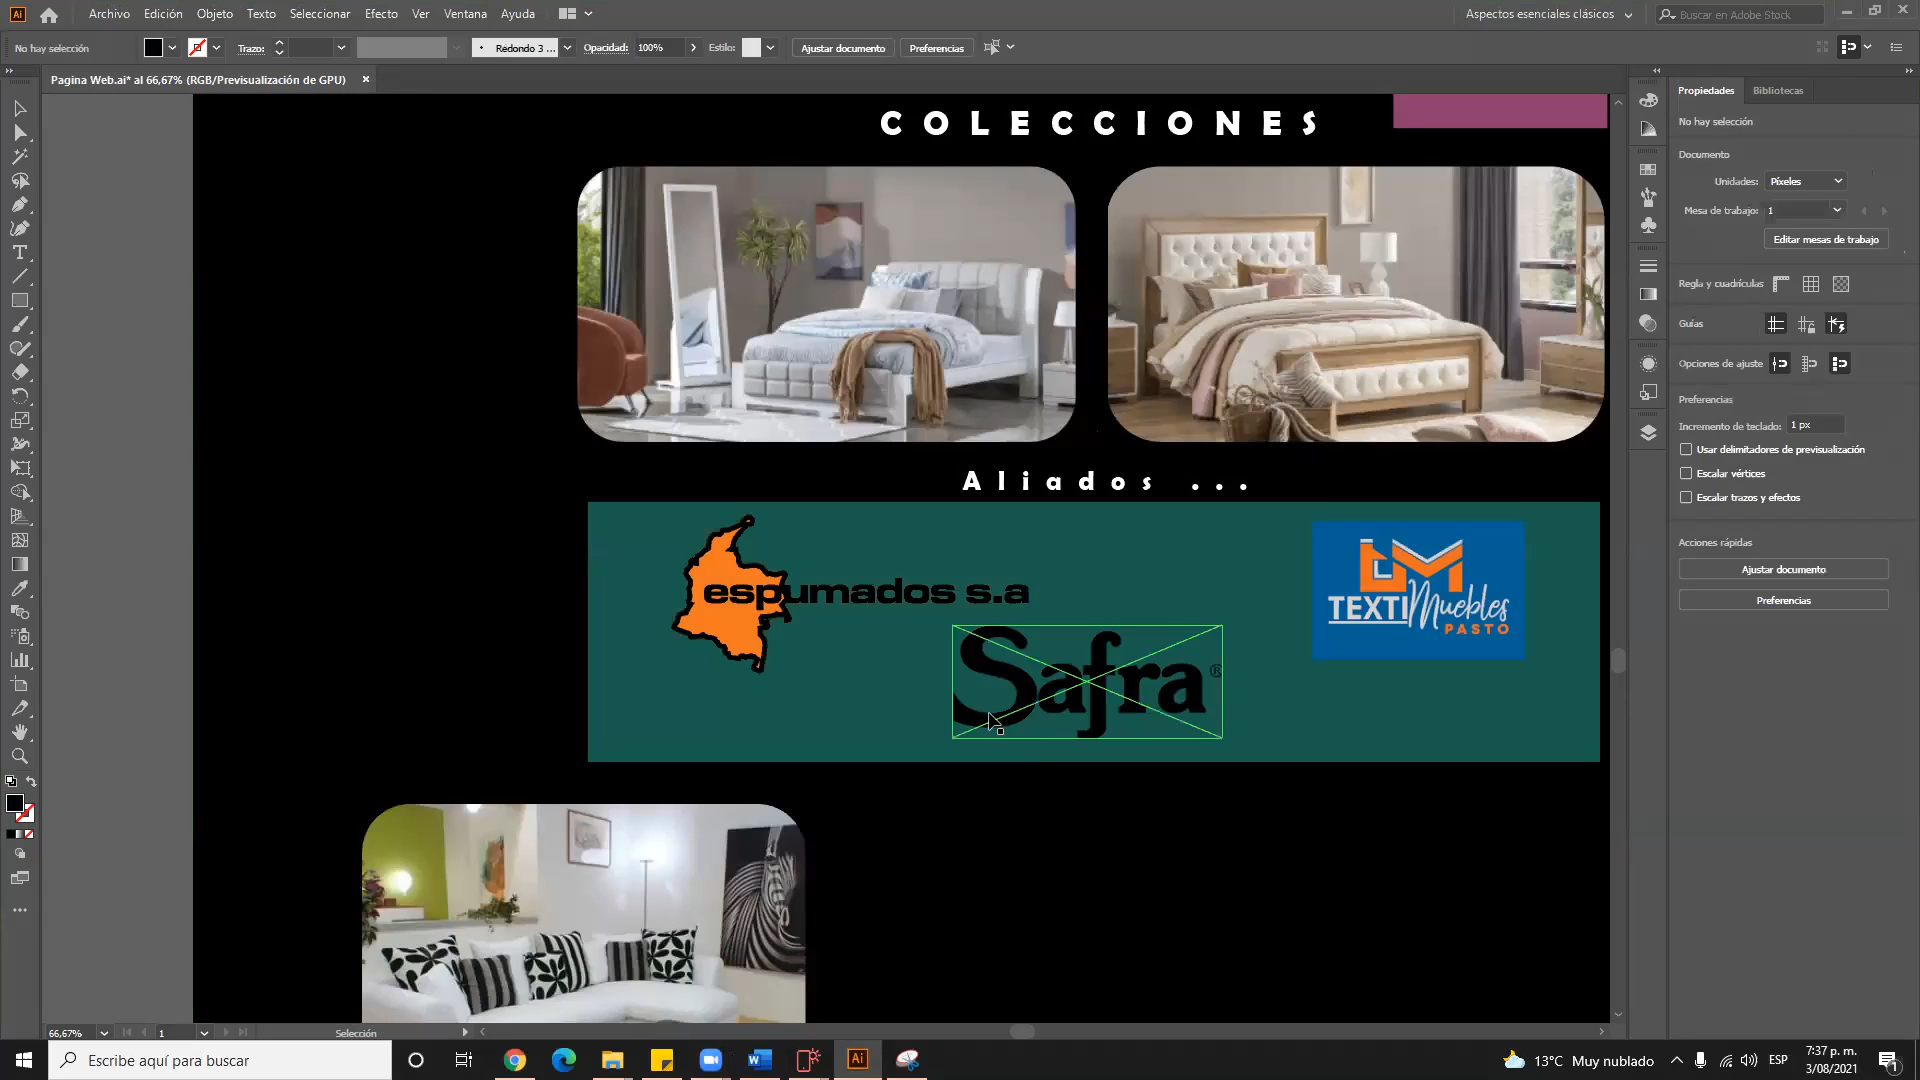 Ai Archivo Edición Objeto Texto Seleccionar Efecto Ver Ventana Ayuda Aspectos esenciales clásicos Buscar en Adobe Stock
No hay selección Trazo: Redondo 3 ... Opacidad: 100% Estilo: Ajustar documento Preferencias
Pagina Web.ai* al 66,67% (RGB/Previsualización de GPU)
Propiedades Bibliotecas
No hay selección
Documento
Unidades: Píxeles
Mesa de trabajo: 1
Editar mesas de trabajo
Regla y cuadrículas
Guías
Opciones de ajuste
Preferencias
Incremento de teclado: 1 px
Usar delimitadores de previsualización
Escalar vértices
Escalar trazos y efectos
Acciones rápidas
Ajustar documento
Preferencias
COLECCIONES
Aliados ...
espumados s.a
Safra®
TEXTIMuebles
PASTO
66,67% 1 Selección
Escribe aquí para buscar
Ai
13°C Muy nublado ESP
7:37 p. m.
3/08/2021
1